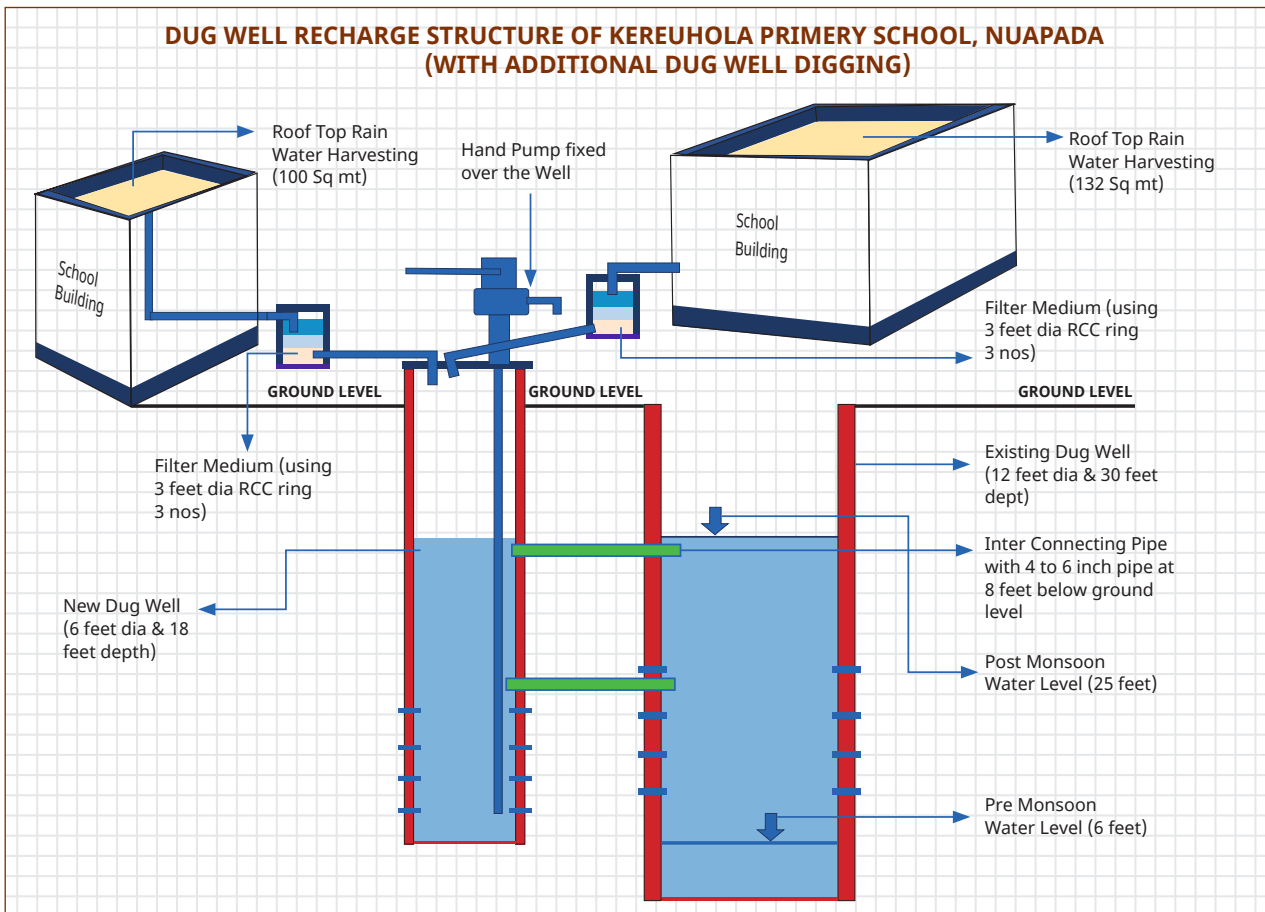 DUG WELL RECHARGE STRUCTURE OF KEREUHOLA PRIMERY SCHOOL, NUAPADA
(WITH ADDITIONAL DUG WELL DIGGING)
Roof Top Rain
Water Harvesting
(100 Sq mt)
Hand Pump fixed
over the Well
Roof Top Rain
Water Harvesting
(132 Sq mt)
School
Building
School
Building
Filter Medium (using
3 feet dia RCC ring
3 nos)
GROUND LEVEL
GROUND LEVEL
GROUND LEVEL
Filter Medium (using
3 feet dia RCC ring
3 nos)
Existing Dug Well
(12 feet dia & 30 feet
dept)
Inter Connecting Pipe
with 4 to 6 inch pipe at
8 feet below ground
level
New Dug Well
(6 feet dia & 18
feet depth)
Post Monsoon
Water Level (25 feet)
Pre Monsoon
Water Level (6 feet)